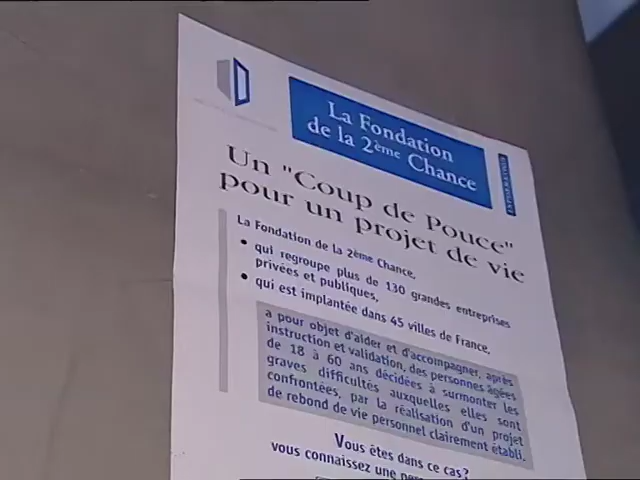 La Fondation
de la 2ème Chance
INFORMATIONS
Un "Coup de Pouce"
pour un projet de vie
La Fondation de la 2ème Chance,
• qui regroupe plus de 130 grandes entreprises
privées et publiques,
• qui est implantée dans 45 villes de France,
a pour objet d'aider et d'accompagner, après
instruction et validation, des personnes âgées
de 18 à 60 ans décidées à surmonter les
graves difficultés auxquelles elles sont
confrontées, par la réalisation d'un projet
de rebond de vie personnel clairement établi.
Vous êtes dans ce cas?
vous connaissez une